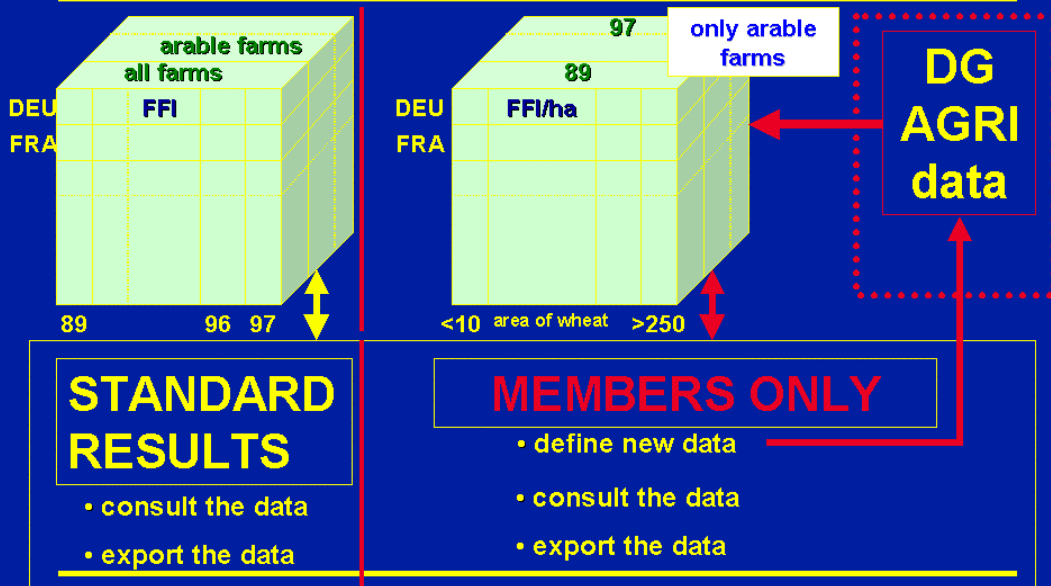 arable farms
all farms
DEU
FFI
FRA
89
96
97
97
89
only arable
farms
DEU
FFI/ha
FRA
<10
area of wheat
>250
DG
AGRI
data
STANDARD
RESULTS
• consult the data
• export the data
MEMBERS ONLY
• define new data
• consult the data
• export the data